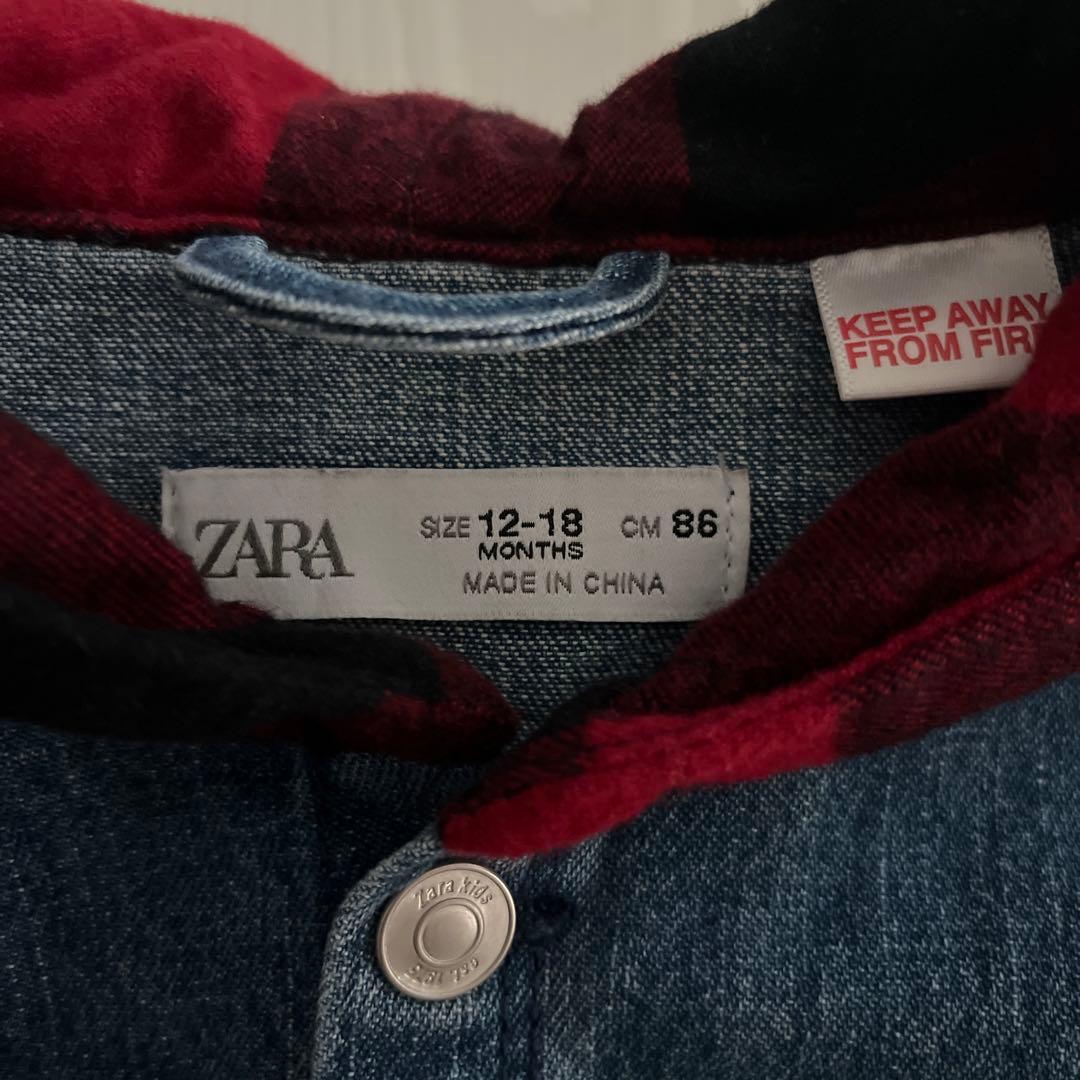 KEEP AWAY
FROM FIR
ZARA
SIZE 12-18 CM 86
MONTHS
MADE IN CHINA
Zara kids